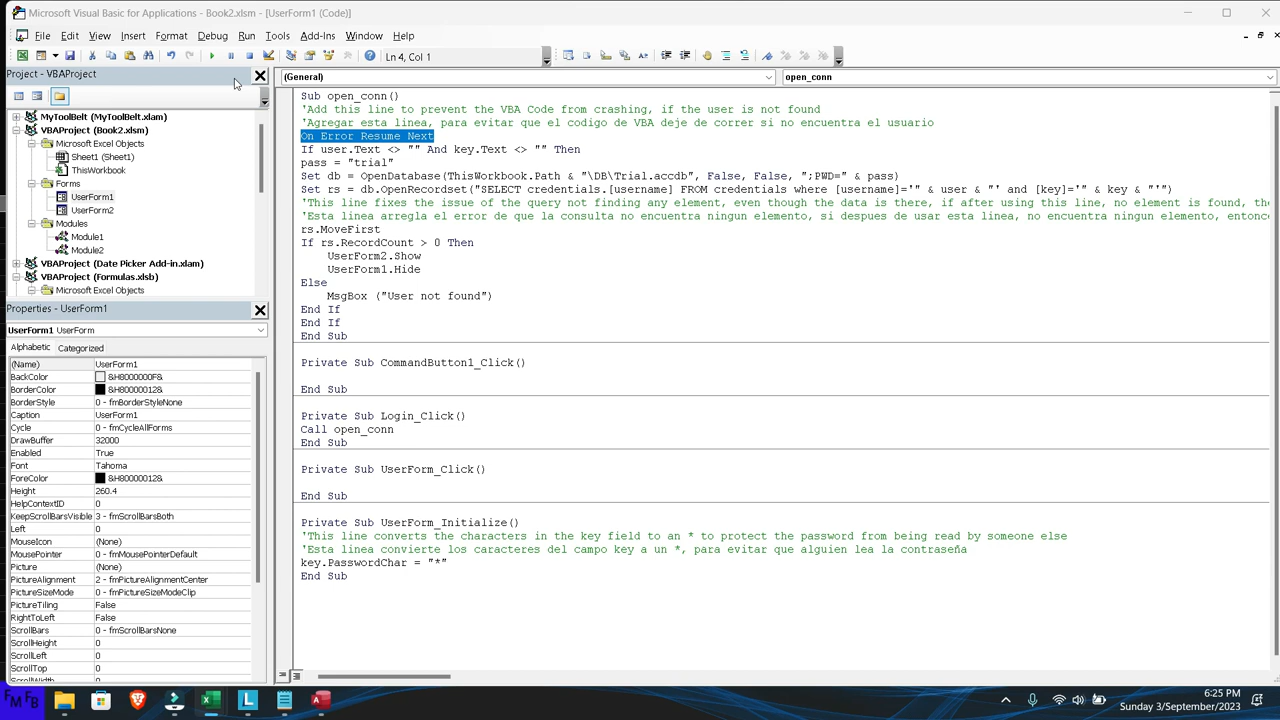 Microsoft Visual Basic for Applications - Book2.xlsm - [UserForm1 (Code)]
File Edit View Insert Format Debug Run Tools Add-Ins Window Help
Ln 4, Col 1
Project - VBAProject
(General) open_conn
MyToolBelt (MyToolBelt.xlam)
VBAProject (Book2.xlsm)
Microsoft Excel Objects
Sheet1 (Sheet1)
ThisWorkbook
Forms
UserForm1
UserForm2
Modules
Module1
Module2
VBAProject (Date Picker Add-in.xlam)
VBAProject (Formulas.xlsb)
Microsoft Excel Objects
Properties - UserForm1
UserForm1 UserForm
Alphabetic Categorized
(Name) UserForm1
BackColor &H8000000F&
BorderColor &H80000012&
BorderStyle 0 - fmBorderStyleNone
Caption UserForm1
Cycle 0 - fmCycleAllForms
DrawBuffer 32000
Enabled True
Font Tahoma
ForeColor &H80000012&
Height 260.4
HelpContextID 0
KeepScrollBarsVisible 3 - fmScrollBarsBoth
Left 0
MouseIcon (None)
MousePointer 0 - fmMousePointerDefault
Picture (None)
PictureAlignment 2 - fmPictureAlignmentCenter
PictureSizeMode 0 - fmPictureSizeModeClip
PictureTiling False
RightToLeft False
ScrollBars 0 - fmScrollBarsNone
ScrollHeight 0
ScrollLeft 0
ScrollTop 0
ScrollWidth 0
Sub open_conn()
'Add this line to prevent the VBA Code from crashing, if the user is not found
'Agregar esta linea, para evitar que el codigo de VBA deje de correr si no encuentra el usuario
On Error Resume Next
If user.Text <> "" And key.Text <> "" Then
pass = "trial"
Set db = OpenDatabase(ThisWorkbook.Path & "\DB\Trial.accdb", False, False, ";PWD=" & pass)
Set rs = db.OpenRecordset("SELECT credentials.[username] FROM credentials where [username]='" & user & "' and [key]='" & key & "'")
'This line fixes the issue of the query not finding any element, even though the data is there, if after using this line, no element is found, the
'Esta linea arregla el error de que la consulta no encuentra ningun elemento, si despues de usar esta linea, no encuentra ningun elemento, entonce
rs.MoveFirst
If rs.RecordCount > 0 Then
UserForm2.Show
UserForm1.Hide
Else
MsgBox ("User not found")
End If
End If
End Sub
Private Sub CommandButton1_Click()
End Sub
Private Sub Login_Click()
Call open_conn
End Sub
Private Sub UserForm_Click()
End Sub
Private Sub UserForm_Initialize()
'This line converts the characters in the key field to an * to protect the password from being read by someone else
'Esta linea convierte los caracteres del campo key a un *, para evitar que alguien lea la contraseña
key.PasswordChar = "*"
End Sub
FM FB
6:25 PM
Sunday 3/September/2023